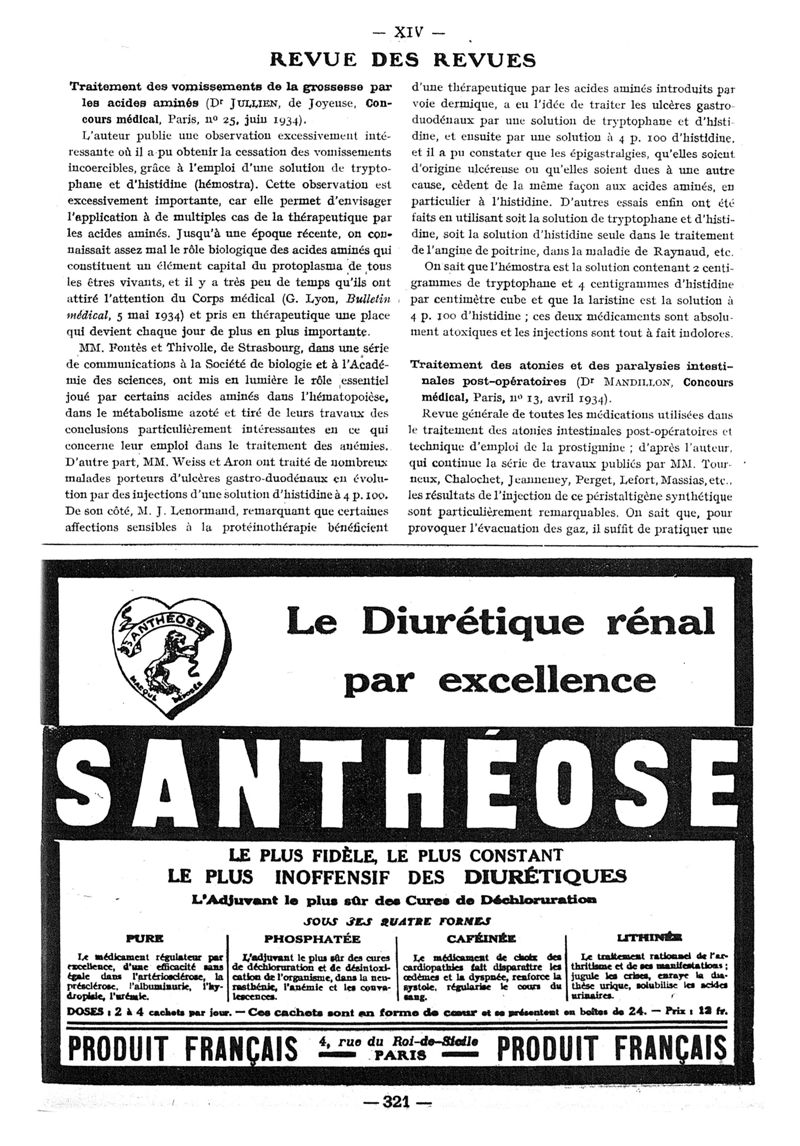 — XIV —
REVUE DES REVUES
Traitement des vomissements de la grossesse par
les acides aminés (Dr JULLIEN, de Joyeuse, Con-
cours médical, Paris, nº 25, juin 1934).
L'auteur publie une observation excessivement inté-
ressante où il a pu obtenir la cessation des vomissements
incoercibles, grâce à l'emploi d'une solution de trypto-
phane et d'histidine (hémostra). Cette observation est
excessivement importante, car elle permet d'envisager
l'application à de multiples cas de la thérapeutique par
les acides aminés. Jusqu'à une époque récente, on con-
naissait assez mal le rôle biologique des acides aminés qui
constituent un élément capital du protoplasma de tous
les êtres vivants, et il y a très peu de temps qu'ils ont
attiré l'attention du Corps médical (G. Lyon, Bulletin
médical, 5 mai 1934) et pris en thérapeutique une place
qui devient chaque jour de plus en plus importante.
MM. Fontès et Thivolle, de Strasbourg, dans une série
de communications à la Société de biologie et à l'Acadé-
mie des sciences, ont mis en lumière le rôle essentiel
joué par certains acides aminés dans l'hématopoièse,
dans le métabolisme azoté et tiré de leurs travaux des
conclusions particulièrement intéressantes en ce qui
concerne leur emploi dans le traitement des anémies.
D'autre part, MM. Weiss et Aron ont traité de nombreux
malades porteurs d'ulcères gastro-duodénaux en évolu-
tion par des injections d'une solution d'histidine à 4 p. 100.
De son côté, M. J. Lenormand, remarquant que certaines
affections sensibles à la protéinothérapie bénéficient
d'une thérapeutique par les acides aminés introduits par
voie dermique, a eu l'idée de traiter les ulcères gastro-
duodénaux par une solution de tryptophane et d'histi-
dine, et ensuite par une solution à 4 p. 100 d'histidine.
et il a pu constater que les épigastralgies, qu'elles soient
d'origine ulcéreuse ou qu'elles soient dues à une autre
cause, cèdent de la même façon aux acides aminés, en
particulier à l'histidine. D'autres essais enfin ont été
faits en utilisant soit la solution de tryptophane et d'histi-
dine, soit la solution d'histidine seule dans le traitement
de l'angine de poitrine, dans la maladie de Raynaud, etc.
On sait que l'hémostra est la solution contenant 2 centi-
grammes de tryptophane et 4 centigrammes d'histidine
par centimètre cube et que la laristine est la solution à
4 p. 100 d'histidine ; ces deux médicaments sont absolu-
ment atoxiques et les injections sont tout à fait indolores.
Traitement des atonies et des paralysies intesti-
nales post-opératoires (Dr MANDILLON, Concours
médical, Paris, nº 13, avril 1934).
Revue générale de toutes les médications utilisées dans
le traitement des atonies intestinales post-opératoires et
technique d'emploi de la prostigmine ; d'après l'auteur,
qui continue la série de travaux publiés par MM. Tour-
neux, Chalochet, Jeanneney, Perget, Lefort, Massias, etc.,
les résultats de l'injection de ce péristaltigène synthétique
sont particulièrement remarquables. On sait que, pour
provoquer l'évacuation des gaz, il suffit de pratiquer une
SANTHÉOSE
MARQUE DÉPOSÉE
Le Diurétique rénal
par excellence
SANTHÉOSE
LE PLUS FIDÈLE, LE PLUS CONSTANT
LE PLUS INOFFENSIF DES DIURÉTIQUES
L'Adjuvant le plus sûr des Cures de Déchloruration
SOUS SES QUATRE FORMES
PURE
Le médicament régulateur par
excellence, d'une efficacité sans
égale dans l'artériosclérose, la
présclérose, l'albuminurie, l'hy-
dropisie, l'urémie.
PHOSPHATÉE
L'adjuvant le plus sûr des cures
de déchloruration et de désintoxi-
cation de l'organisme, dans la neu-
rasthénie, l'anémie et les conva-
lescences.
CAFÉINÉE
Le médicament de choix des
cardiopathies fait disparaître les
œdèmes et la dyspnée, renforce la
systole, régularise le cours du
sang.
LITHINÉE
Le traitement rationnel de l'ar-
thritisme et de ses manifestations ;
jugule les crises, enraye la dia-
thèse urique, solubilise les acides
urinaires.
DOSES : 2 à 4 cachets par jour. — Ces cachets sont en forme de cœur et se présentent en boîtes de 24. — Prix : 12 fr.
PRODUIT FRANÇAIS
4, rue du Roi-de-Sicile
PARIS
PRODUIT FRANÇAIS
— 321 —